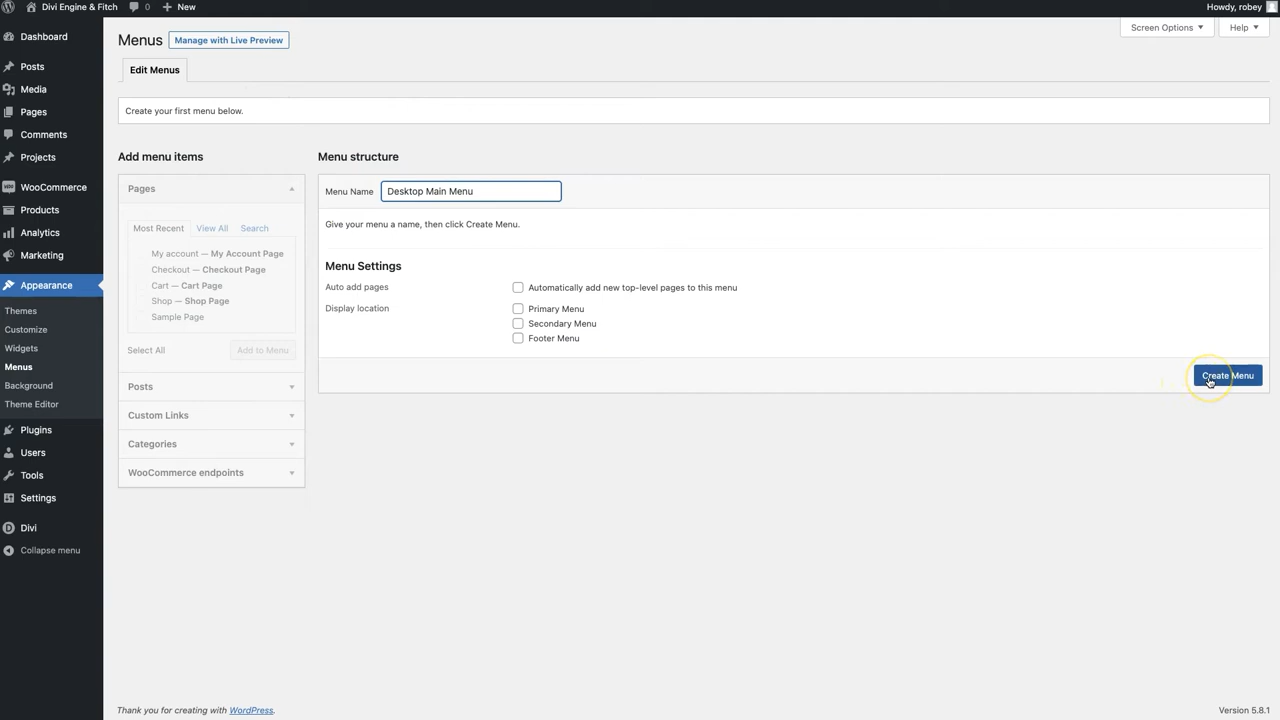 Divi Engine & Fitch 0 + New Howdy, robey
Screen Options ▼ Help ▼
Menus Manage with Live Preview
Edit Menus
Create your first menu below.
Dashboard
Posts
Media
Pages
Comments
Projects
WooCommerce
Products
Analytics
Marketing
Appearance
Themes
Customize
Widgets
Menus
Background
Theme Editor
Plugins
Users
Tools
Settings
Divi
Collapse menu
Add menu items
Pages
Most Recent View All Search
My account — My Account Page
Checkout — Checkout Page
Cart — Cart Page
Shop — Shop Page
Sample Page
Select All Add to Menu
Posts
Custom Links
Categories
WooCommerce endpoints
Menu structure
Menu Name Desktop Main Menu
Give your menu a name, then click Create Menu.
Menu Settings
Auto add pages Automatically add new top-level pages to this menu
Display location Primary Menu
Secondary Menu
Footer Menu
Create Menu
Thank you for creating with WordPress. Version 5.8.1